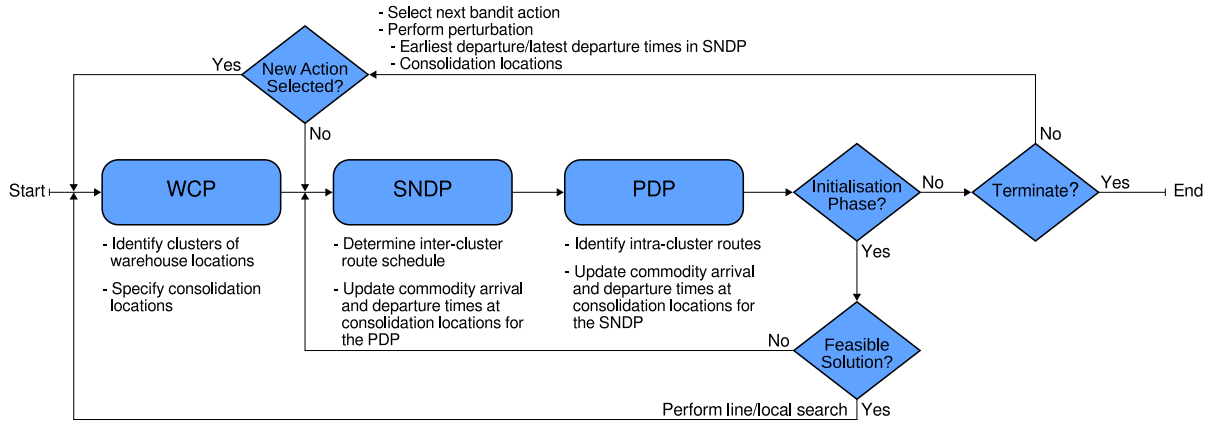 - Select next bandit action
- Perform perturbation
- Earliest departure/latest departure times in SNDP
- Consolidation locations
Yes
New Action
Selected?
No
No
Start
WCP
SNDP
PDP
Initialisation
Phase?
No
Terminate?
Yes
End
- Identify clusters of
warehouse locations
- Specify consolidation
locations
- Determine inter-cluster
route schedule
- Update commodity arrival
and departure times at
consolidation locations for
the PDP
- Identify intra-cluster routes
- Update commodity arrival
and departure times at
consolidation locations for
the SNDP
Yes
No
Feasible
Solution?
Perform line/local search
Yes